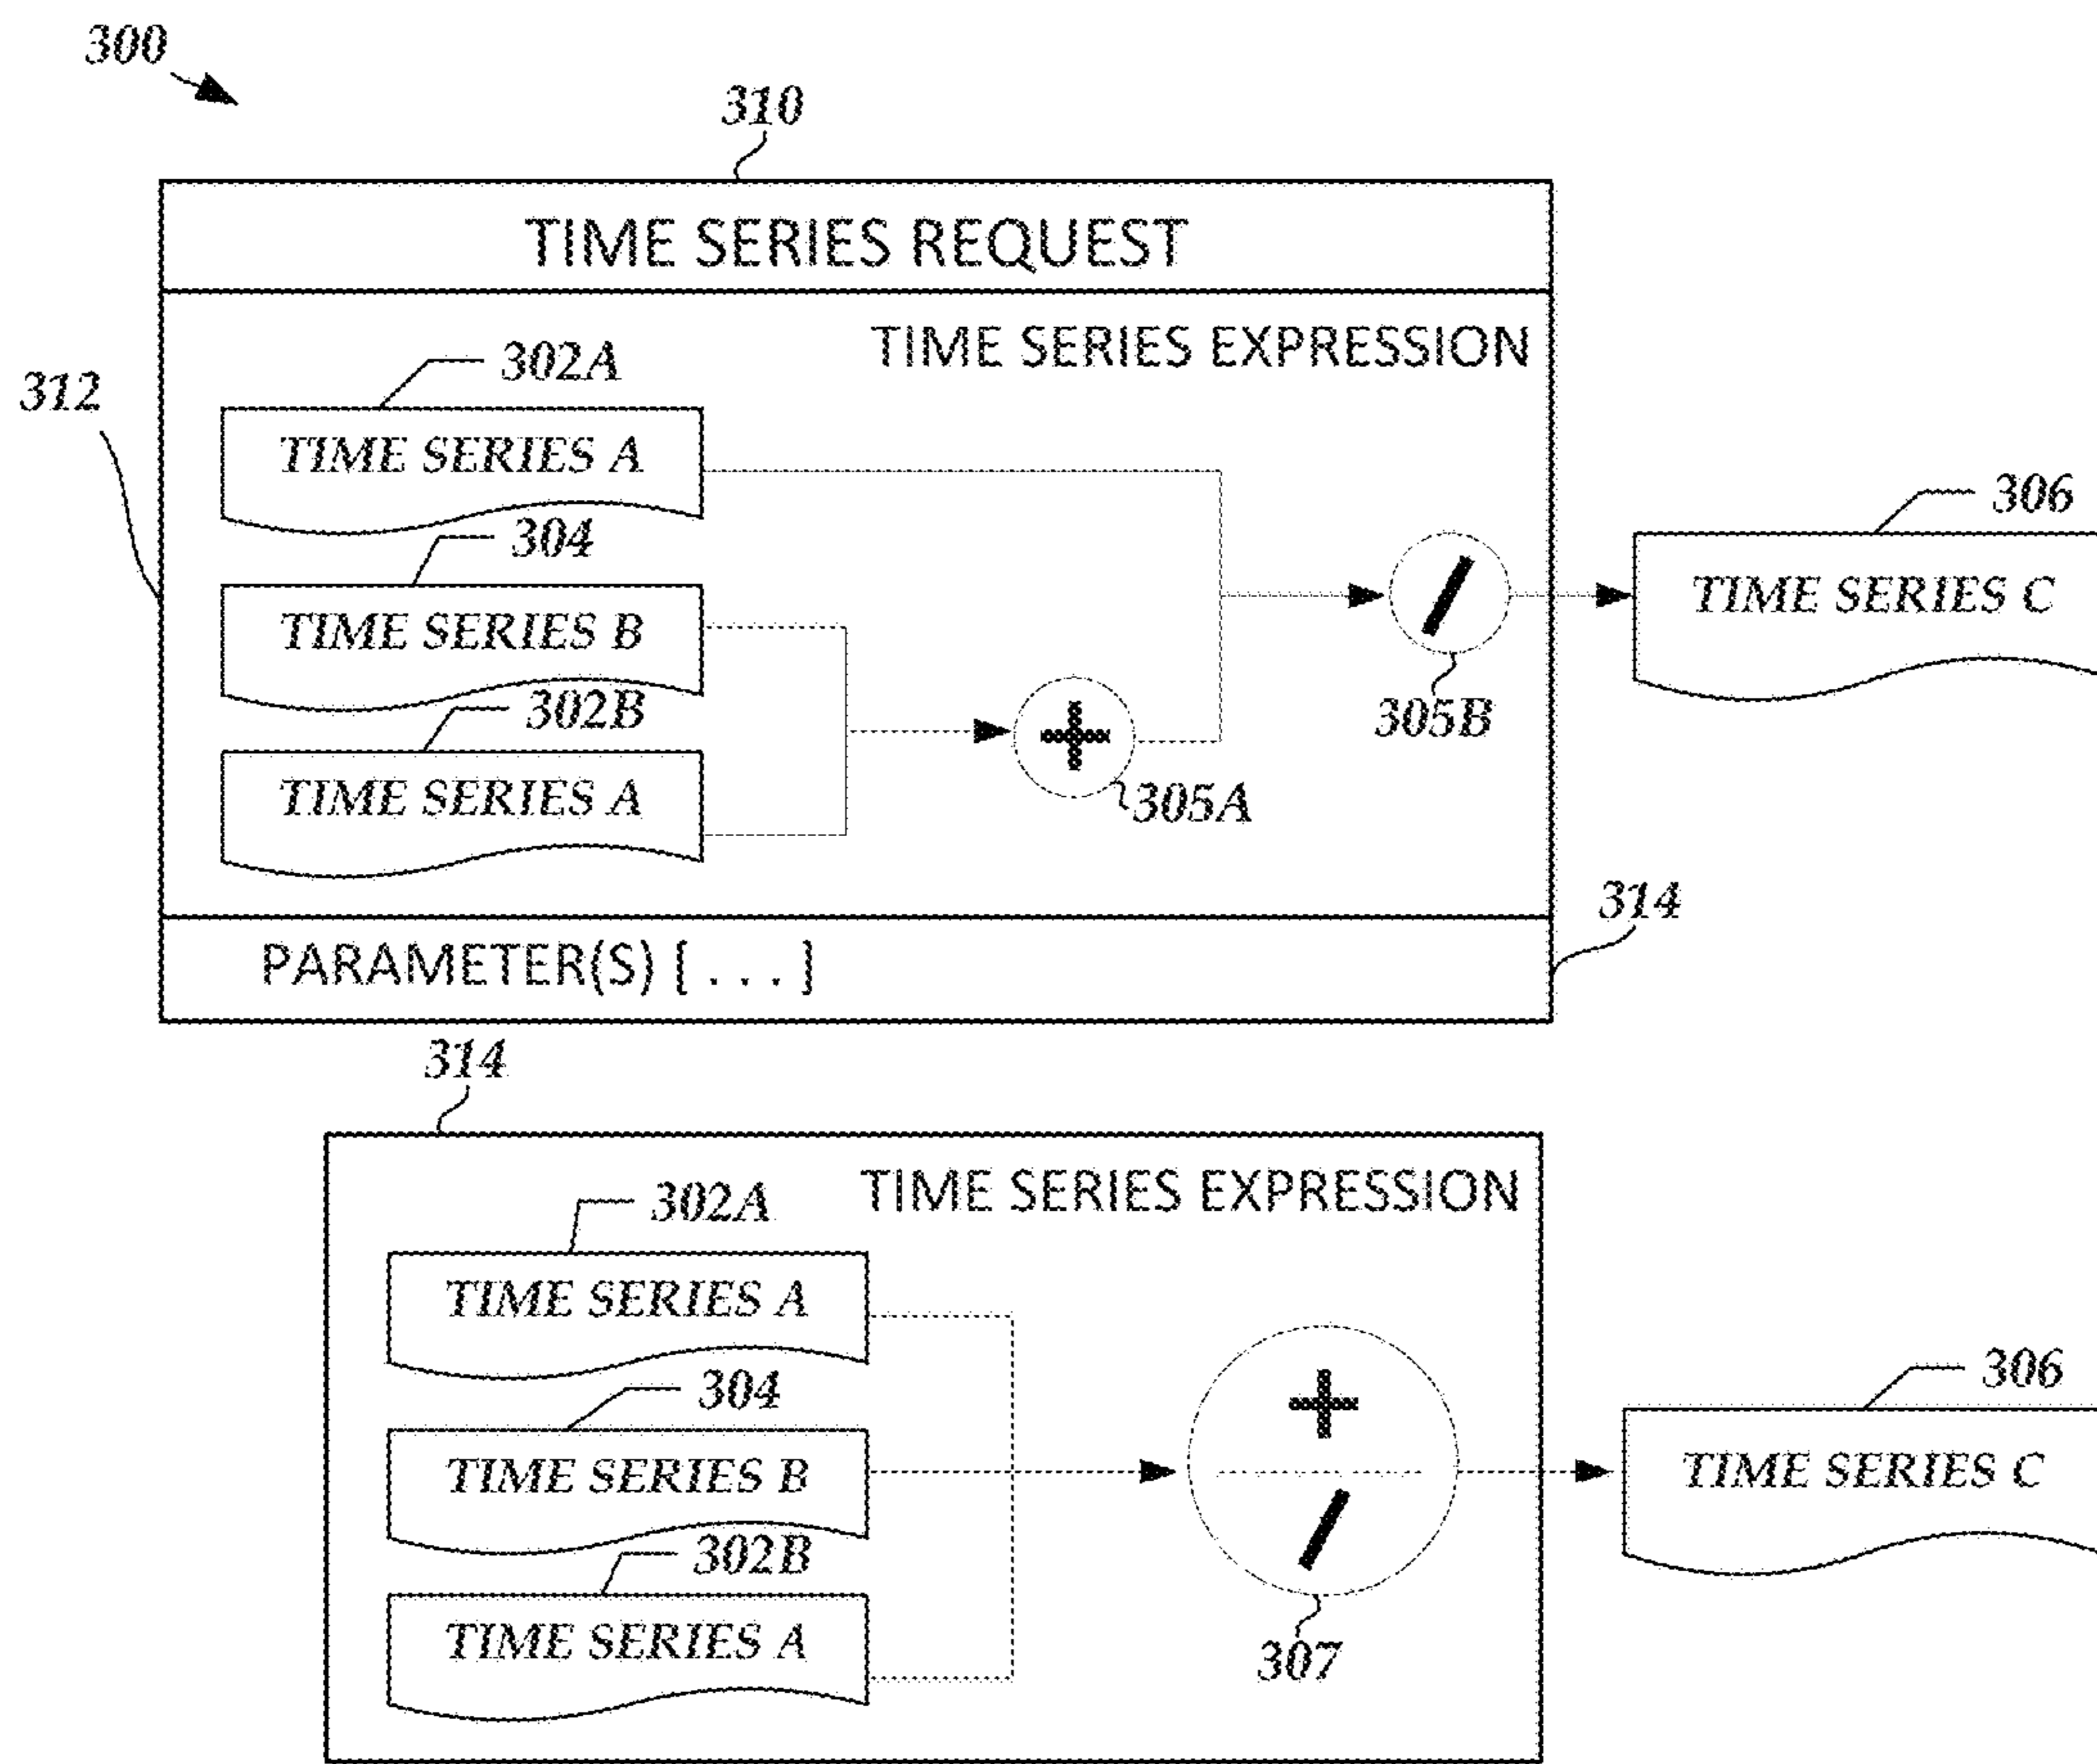 300
310
TIME SERIES REQUEST
TIME SERIES EXPRESSION
302A
312
TIME SERIES A
306
304
TIME SERIES C
TIME SERIES B
302B
305B
+
/
TIME SERIES A
305A
314
PARAMETER(S) [ . . . ]
314
TIME SERIES EXPRESSION
302A
TIME SERIES A
306
304
+
TIME SERIES B
TIME SERIES C
/
302B
TIME SERIES A
307